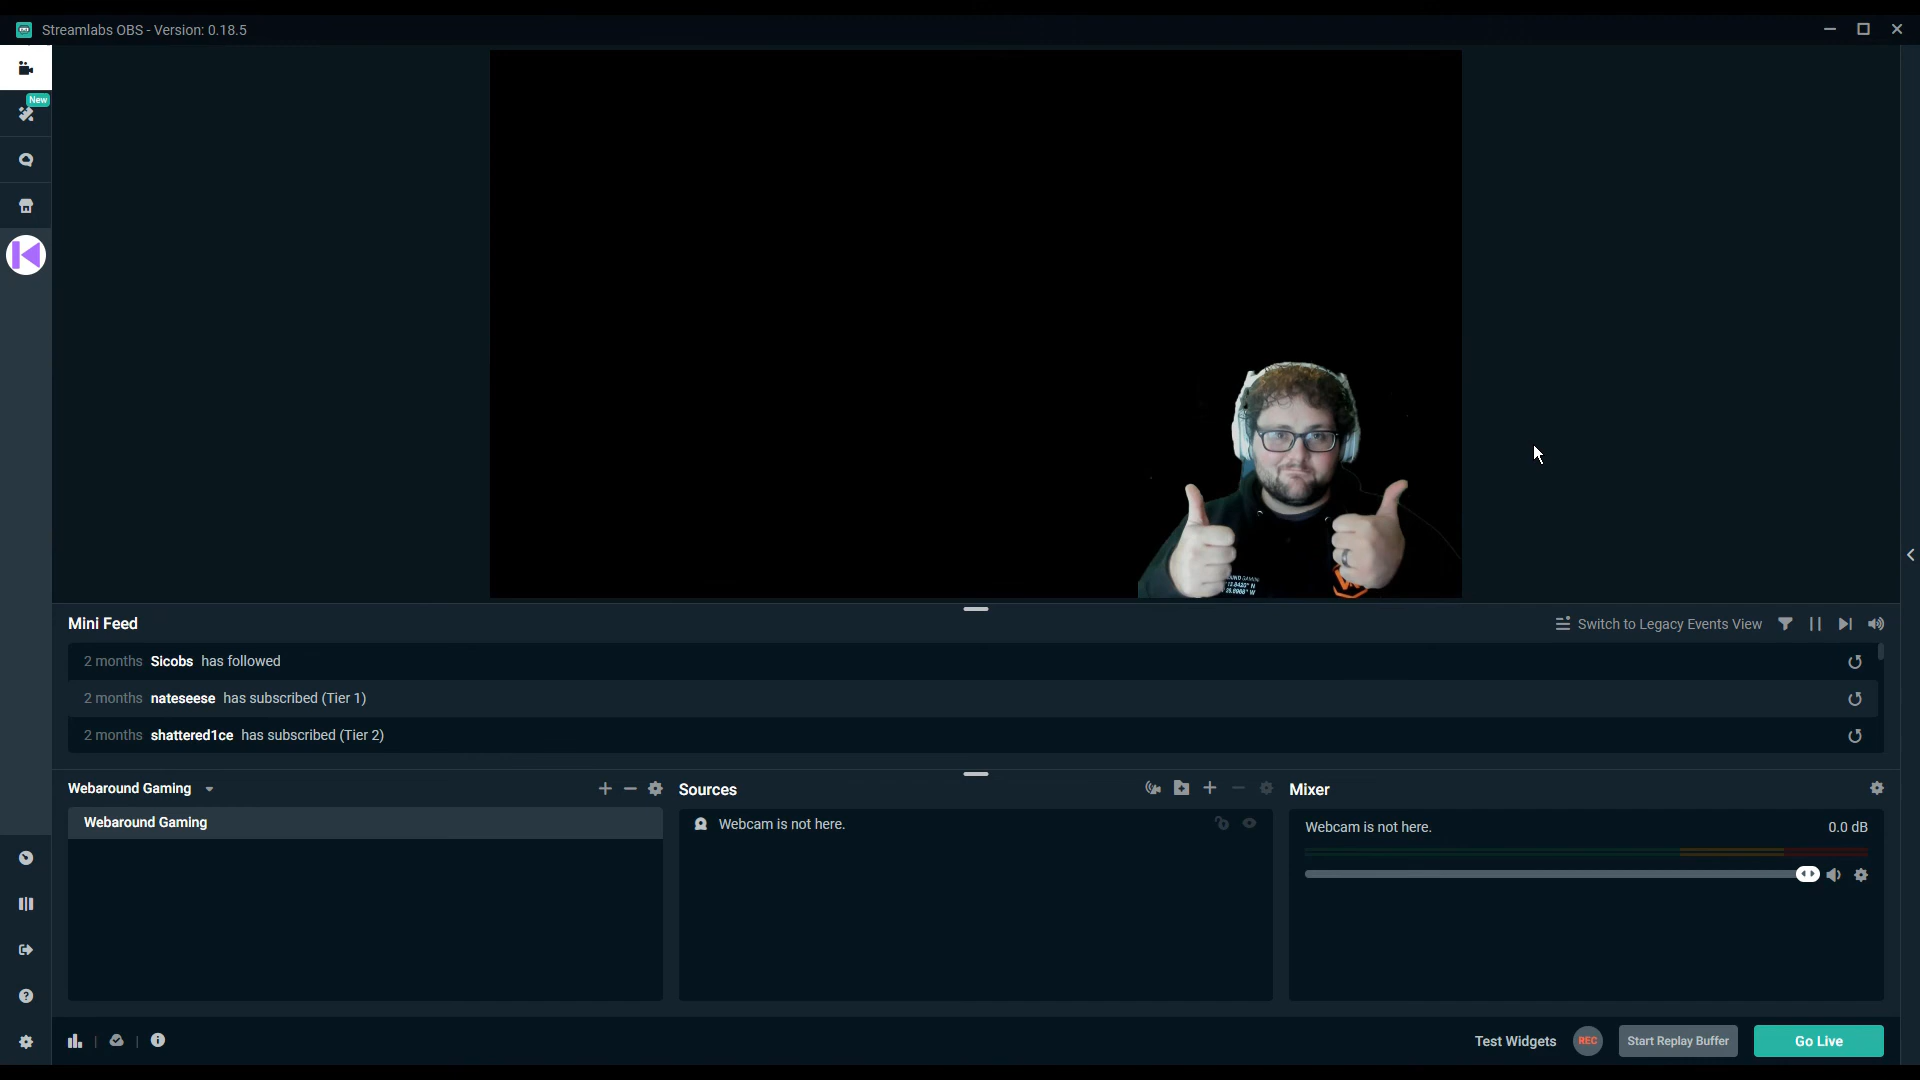 Streamlabs OBS - Version: 0.18.5
New
Mini Feed
Switch to Legacy Events View
2 months Sicobs has followed
2 months nateseese has subscribed (Tier 1)
2 months shattered1ce has subscribed (Tier 2)
Webaround Gaming
Webaround Gaming
Sources
Webcam is not here.
Mixer
Webcam is not here. 0.0 dB
Test Widgets
REC
Start Replay Buffer
Go Live